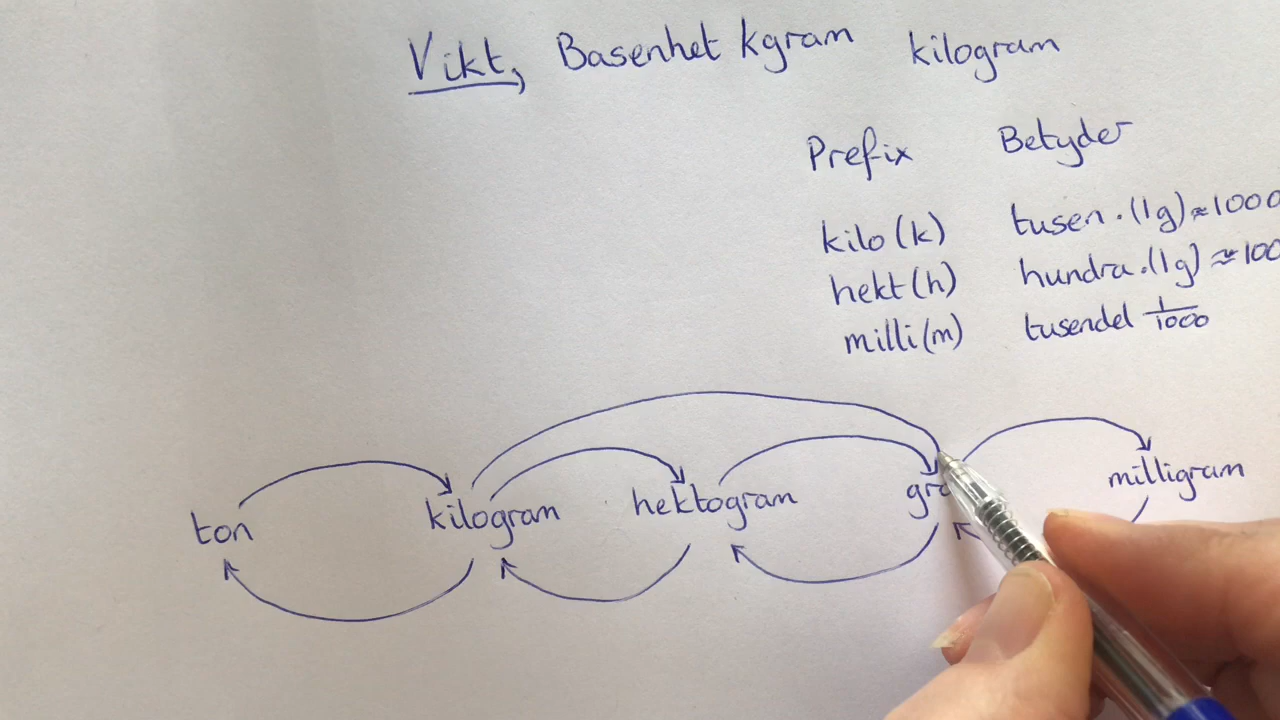 Vikt, Basenhet kgram kilogram
Prefix Betyder
kilo (k) tusen · (1g) ≈ 1000
hekt (h) hundra · (1g) ≈ 100
milli (m) tusendel 1/1000
ton kilogram hektogram milligram